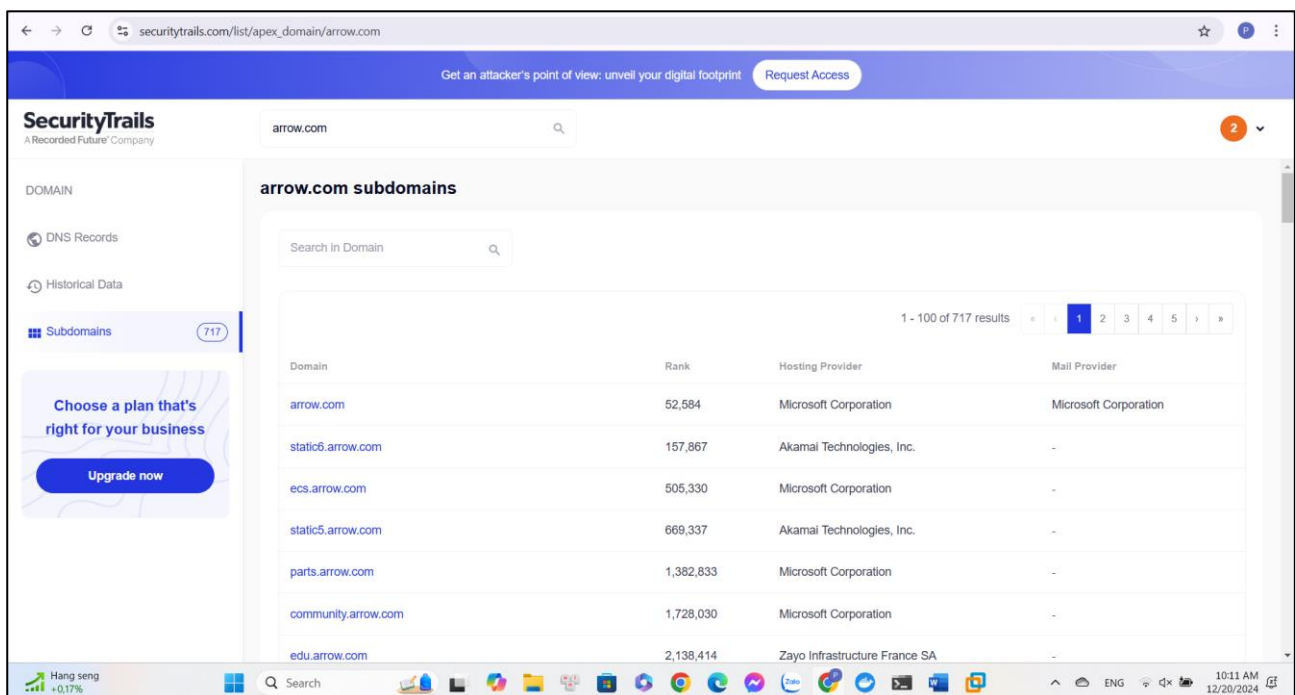 securitytrails.com/list/apex_domain/arrow.com
P
Get an attacker's point of view: unveil your digital footprint Request Access
SecurityTrails
A Recorded Future® Company
arrow.com
2
DOMAIN
DNS Records
Historical Data
Subdomains 717
Choose a plan that's
right for your business
Upgrade now
arrow.com subdomains
Search in Domain
1 - 100 of 717 results « ‹ 1 2 3 4 5 › »
Domain Rank Hosting Provider Mail Provider
arrow.com 52,584 Microsoft Corporation Microsoft Corporation
static6.arrow.com 157,867 Akamai Technologies, Inc. -
ecs.arrow.com 505,330 Microsoft Corporation -
static5.arrow.com 669,337 Akamai Technologies, Inc. -
parts.arrow.com 1,382,833 Microsoft Corporation -
community.arrow.com 1,728,030 Microsoft Corporation -
edu.arrow.com 2,138,414 Zayo Infrastructure France SA -
Hang seng
+0,17%
Search
Zalo
ENG
10:11 AM
12/20/2024